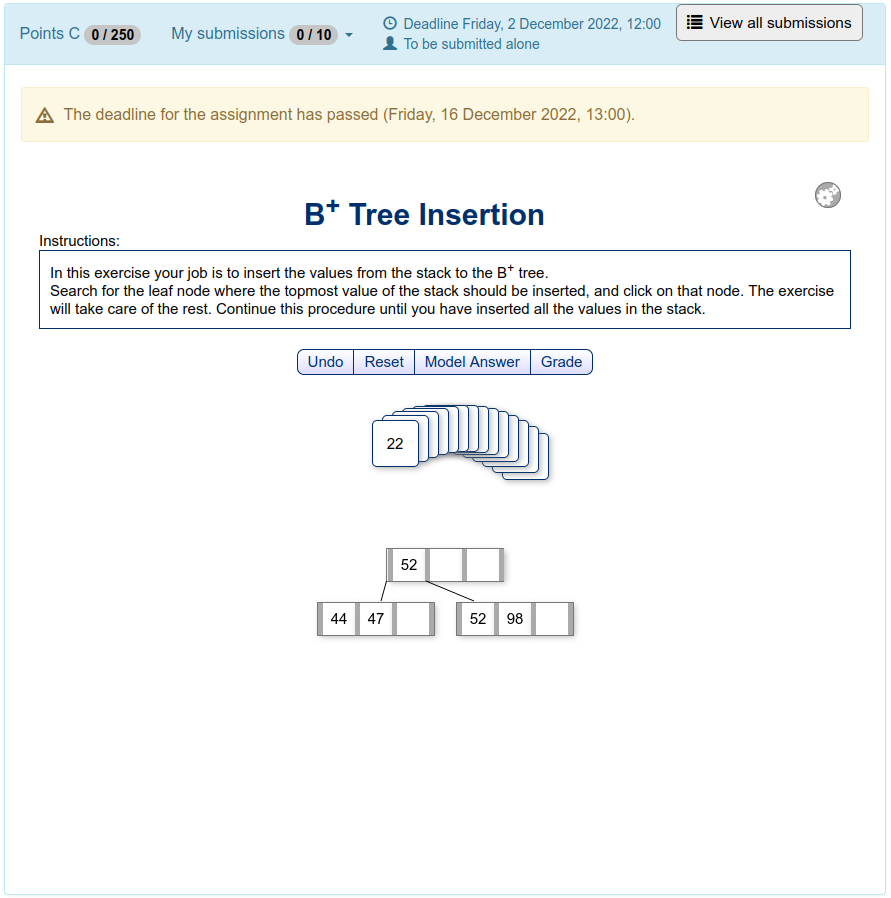 Points C 0 / 250 My submissions 0 / 10 Deadline Friday, 2 December 2022, 12:00 View all submissions
To be submitted alone
The deadline for the assignment has passed (Friday, 16 December 2022, 13:00).
B+ Tree Insertion
Instructions:
In this exercise your job is to insert the values from the stack to the B+ tree.
Search for the leaf node where the topmost value of the stack should be inserted, and click on that node. The exercise
will take care of the rest. Continue this procedure until you have inserted all the values in the stack.
Undo Reset Model Answer Grade
22
52
44 47 52 98